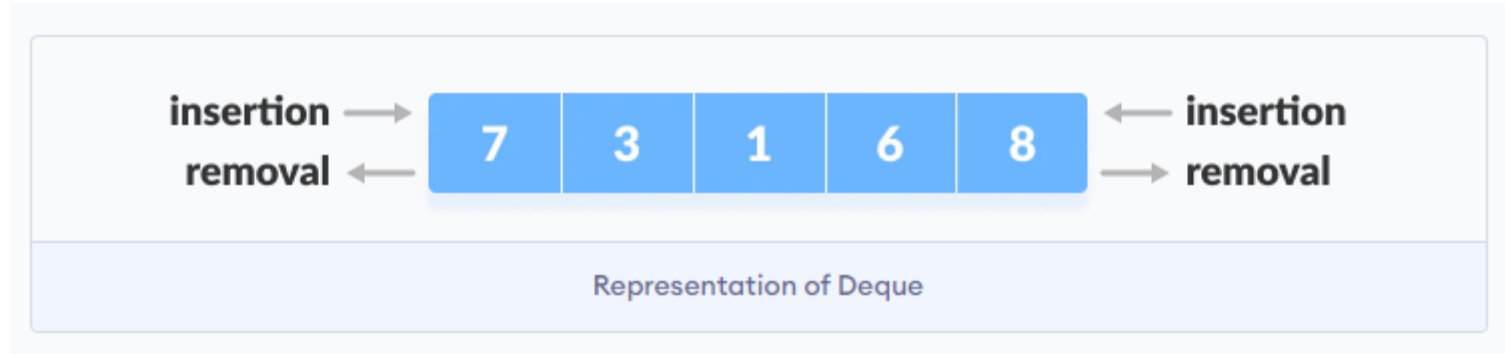 insertion 7 3 1 6 8 insertion
removal removal
Representation of Deque